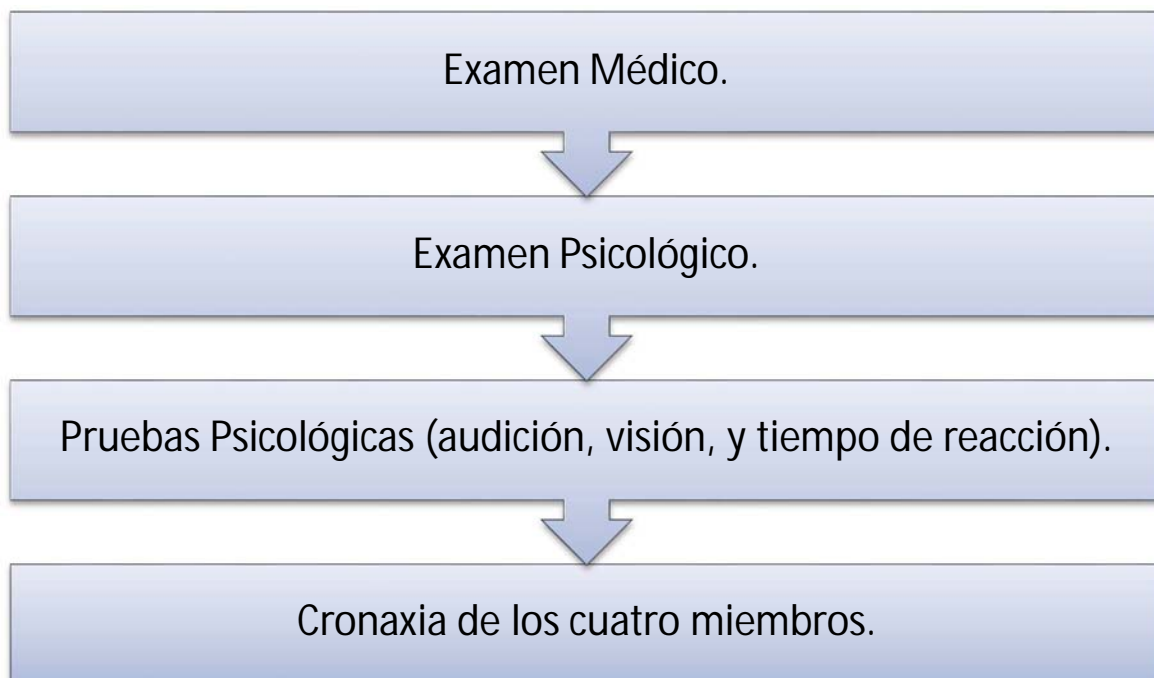 Examen Médico.
Examen Psicológico.
Pruebas Psicológicas (audición, visión, y tiempo de reacción).
Cronaxia de los cuatro miembros.